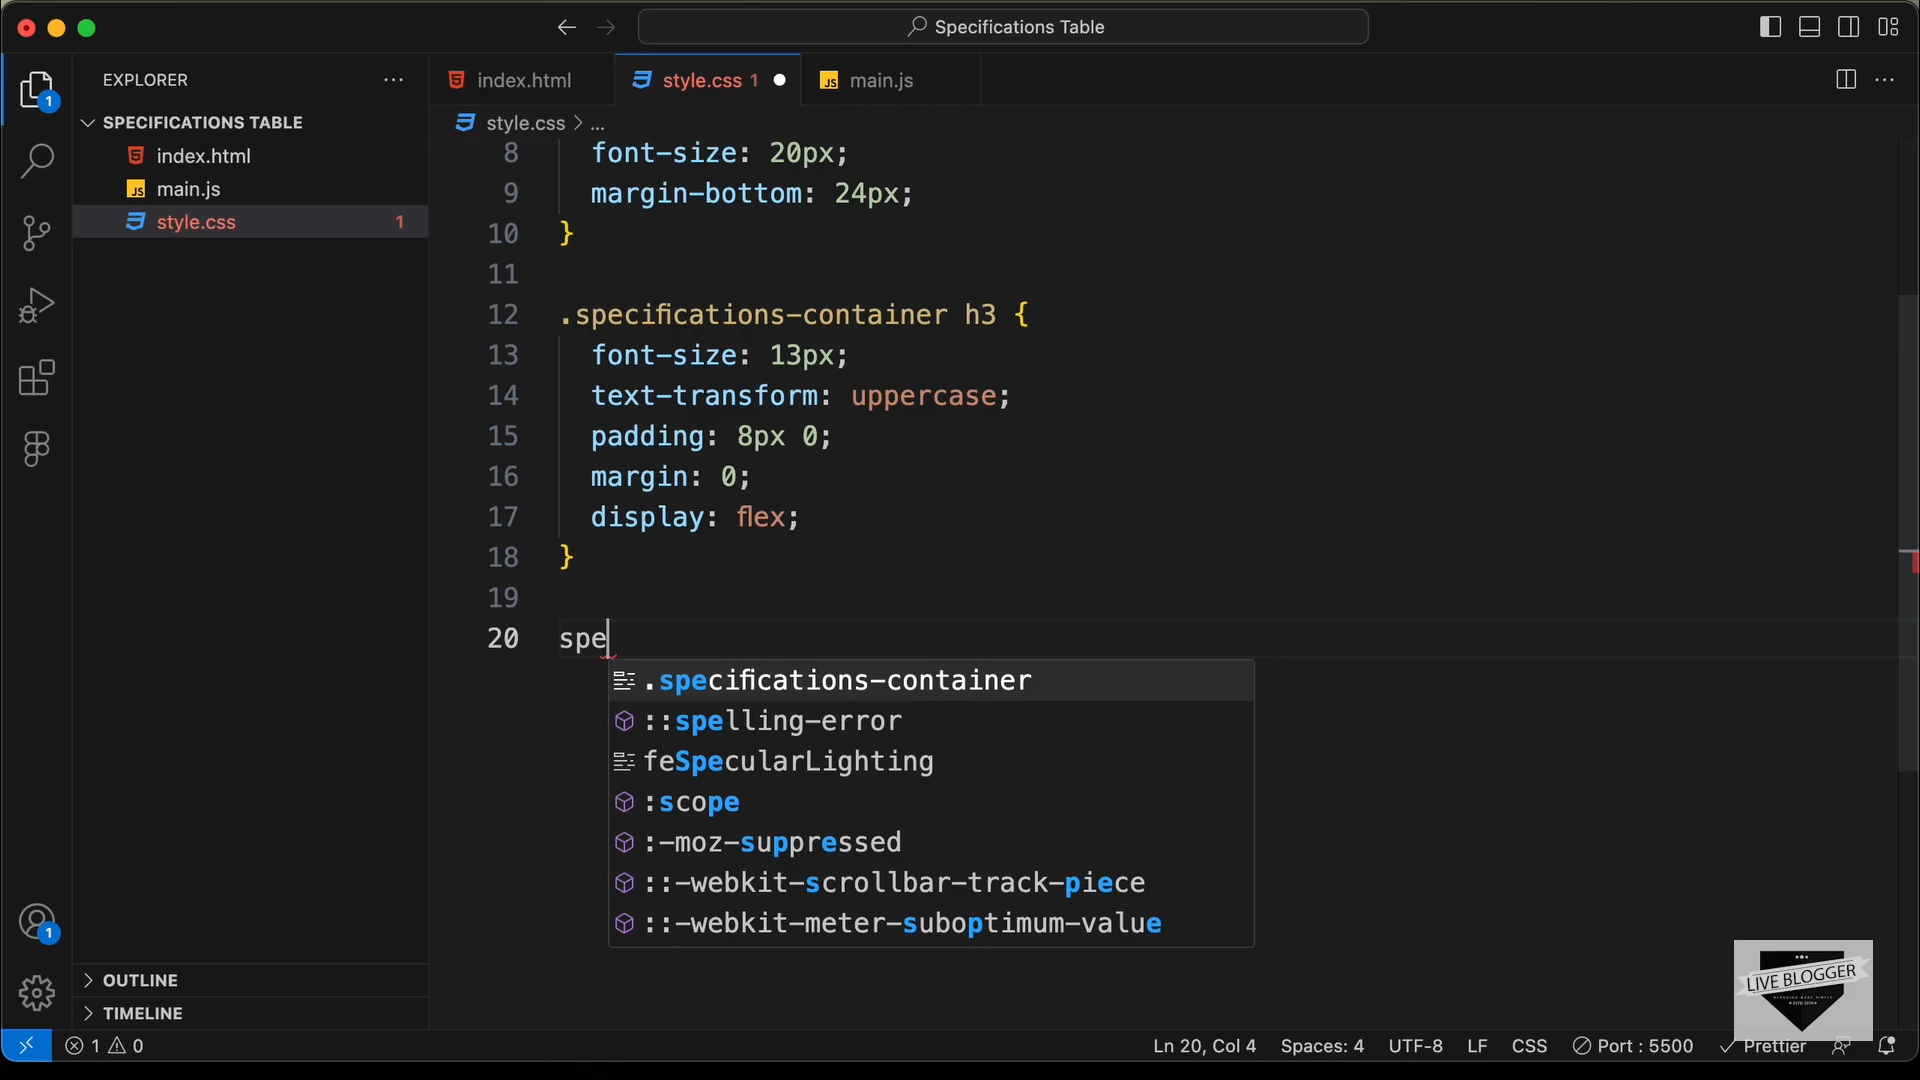 Specifications Table
EXPLORER
SPECIFICATIONS TABLE
index.html
main.js
style.css 1
1
1
OUTLINE
TIMELINE
index.html
style.css 1
main.js
style.css > ...
8 font-size: 20px;
9 margin-bottom: 24px;
10 }
11
12 .specifications-container h3 {
13 font-size: 13px;
14 text-transform: uppercase;
15 padding: 8px 0;
16 margin: 0;
17 display: flex;
18 }
19
20 spe
.specifications-container
::spelling-error
feSpecularLighting
:scope
:-moz-suppressed
::-webkit-scrollbar-track-piece
::-webkit-meter-suboptimum-value
LIVE BLOGGER
1 0 Ln 20, Col 4 Spaces: 4 UTF-8 LF CSS Port : 5500 Prettier